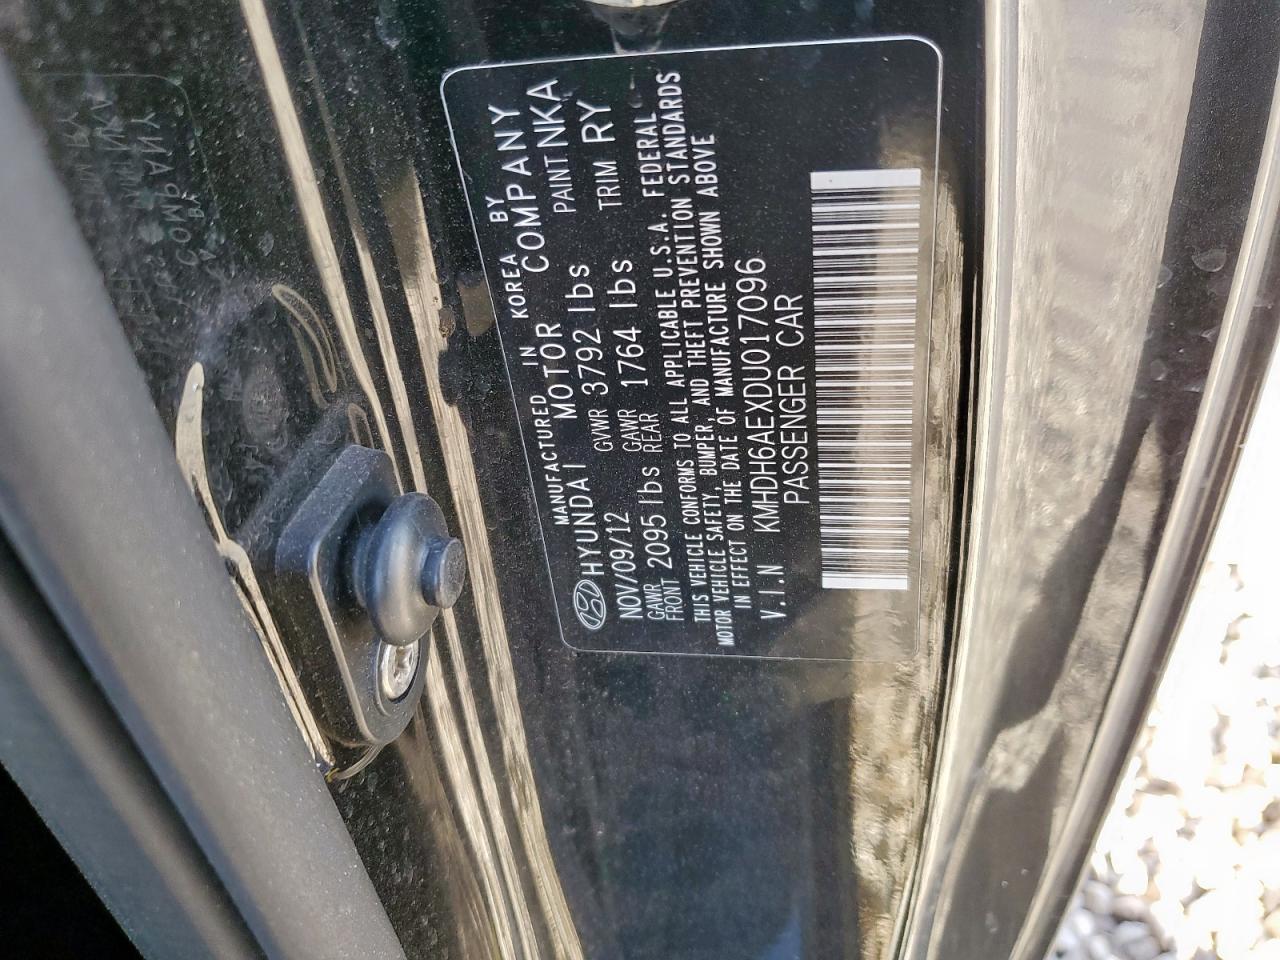 MANUFACTURED IN KOREA BY
HYUNDAI MOTOR COMPANY
NOV/09/12 GVWR 3792 lbs PAINT NKA
GAWR FRONT 2095 lbs GAWR REAR 1764 lbs TRIM RY
THIS VEHICLE CONFORMS TO ALL APPLICABLE U.S.A. FEDERAL
MOTOR VEHICLE SAFETY, BUMPER, AND THEFT PREVENTION STANDARDS
IN EFFECT ON THE DATE OF MANUFACTURE SHOWN ABOVE
V.I.N KMHDH6AEXDU017096
PASSENGER CAR